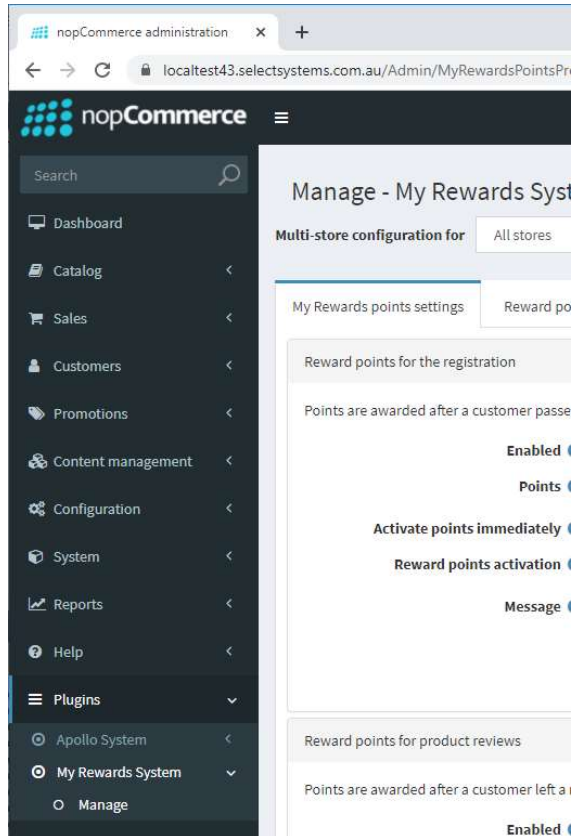 nopCommerce administration
localtest43.selectsystems.com.au/Admin/MyRewardsPointsPr
nopCommerce
Search
Dashboard
Catalog
Sales
Customers
Promotions
Content management
Configuration
System
Reports
Help
Plugins
Apollo System
My Rewards System
Manage
Manage - My Rewards Syst
Multi-store configuration for All stores
My Rewards points settings Reward po
Reward points for the registration
Points are awarded after a customer passe
Enabled
Points
Activate points immediately
Reward points activation
Message
Reward points for product reviews
Points are awarded after a customer left a
Enabled